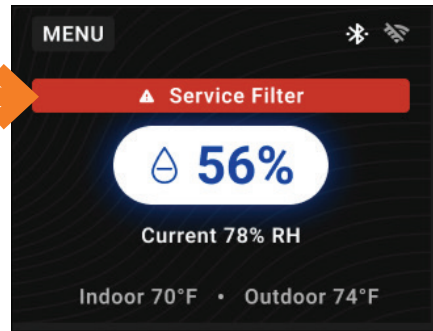 MENU
Service Filter
56%
Current 78% RH
Indoor 70°F • Outdoor 74°F